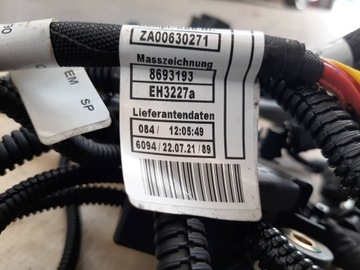 ZA00630271
Masszeichnung
8693193
EH3227a
Lieferantendaten
084/ 12:05:49
6094/22.07.21/89
EM SP